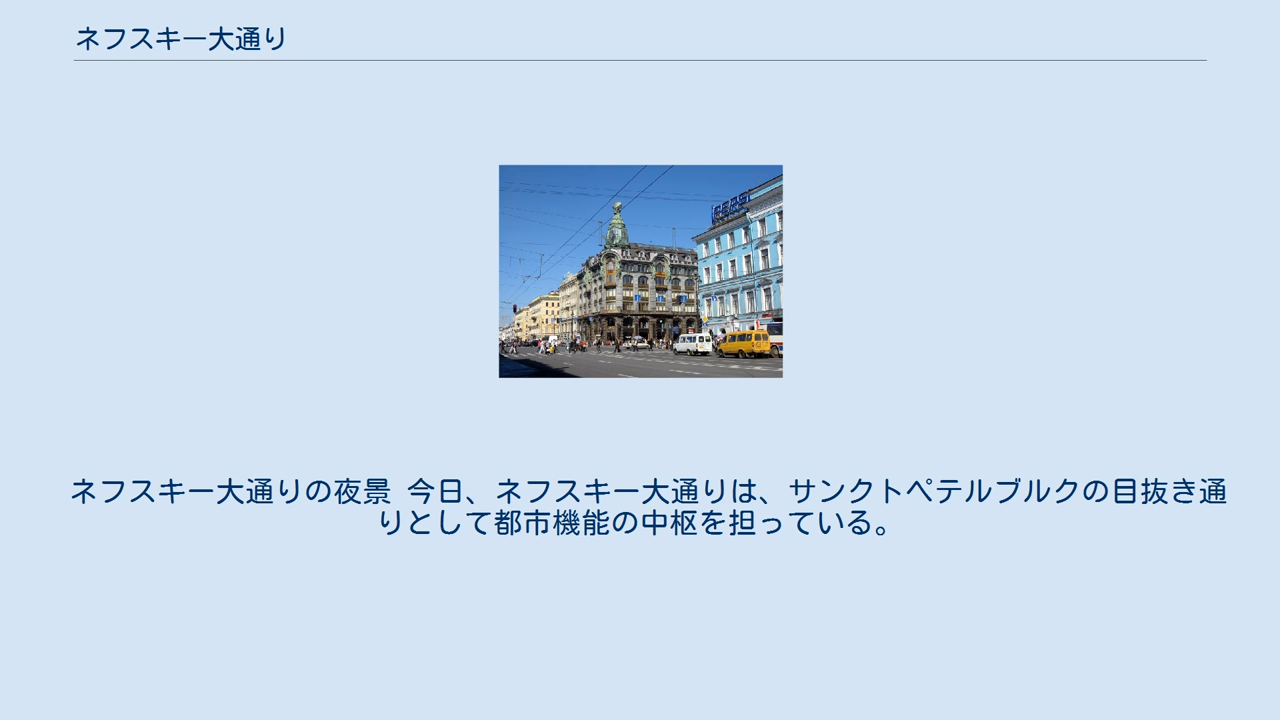 ネフスキー大通り
ネフスキー大通りの夜景 今日、ネフスキー大通りは、サンクトペテルブルクの目抜き通
りとして都市機能の中枢を担っている。